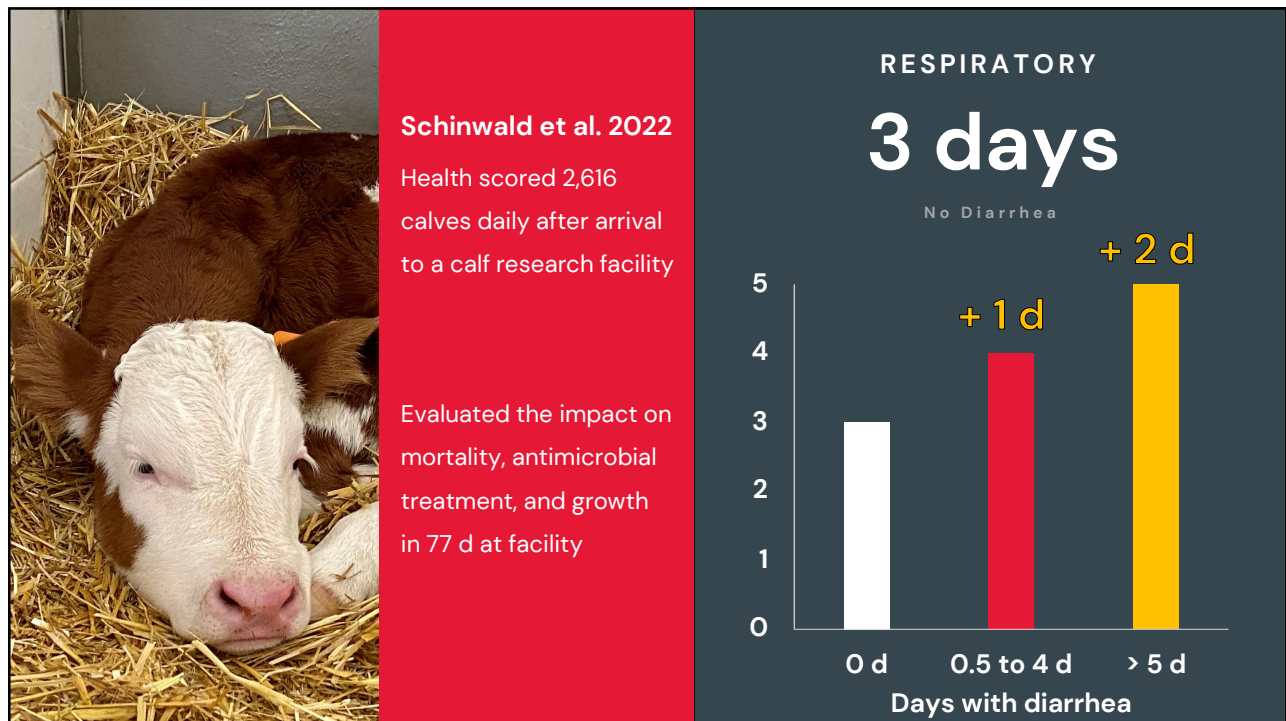 Schinwald et al. 2022
Health scored 2,616
calves daily after arrival
to a calf research facility
Evaluated the impact on
mortality, antimicrobial
treatment, and growth
in 77 d at facility
RESPIRATORY
3 days
No Diarrhea
+ 2 d
+ 1 d
5
4
3
2
1
0
0 d
0.5 to 4 d
> 5 d
Days with diarrhea